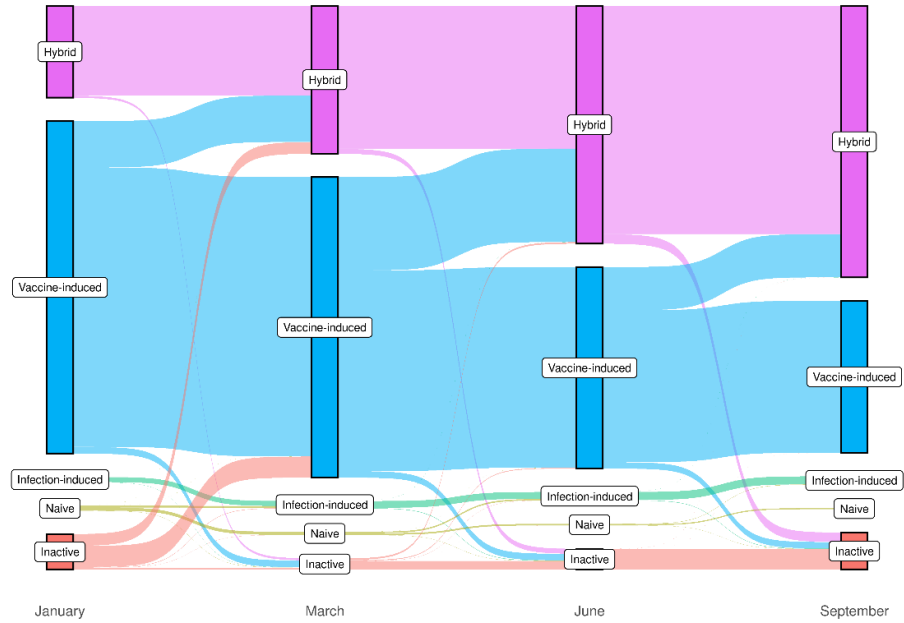 Hybrid
Vaccine-induced
Infection-induced
Naive
Inactive
Hybrid
Vaccine-induced
Infection-induced
Naive
Inactive
Hybrid
Vaccine-induced
Infection-induced
Naive
Inactive
Hybrid
Vaccine-induced
Infection-induced
Naive
Inactive
January
March
June
September